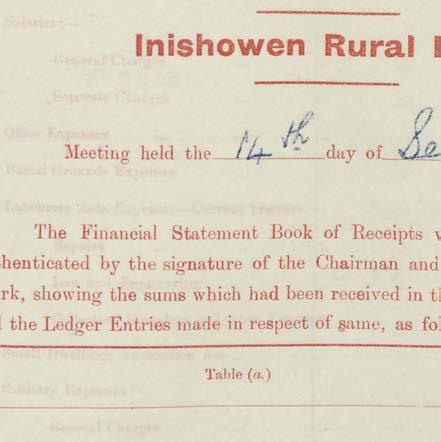 Inishowen Rural
Meeting held the 14th day of Se
The Financial Statement Book of Receipts
henticated by the signature of the Chairman and
rk, showing the sums which had been received in th
the Ledger Entries made in respect of same, as fol
Table (a.)
Salaries:—
General Charges
Separate Charges
Office Expenses
Burial Grounds Expenses
Labourers Acts Expenses—Current
Repairs
Small Dwellings Acquisition Act
Sanitary Expenses—
General Charges